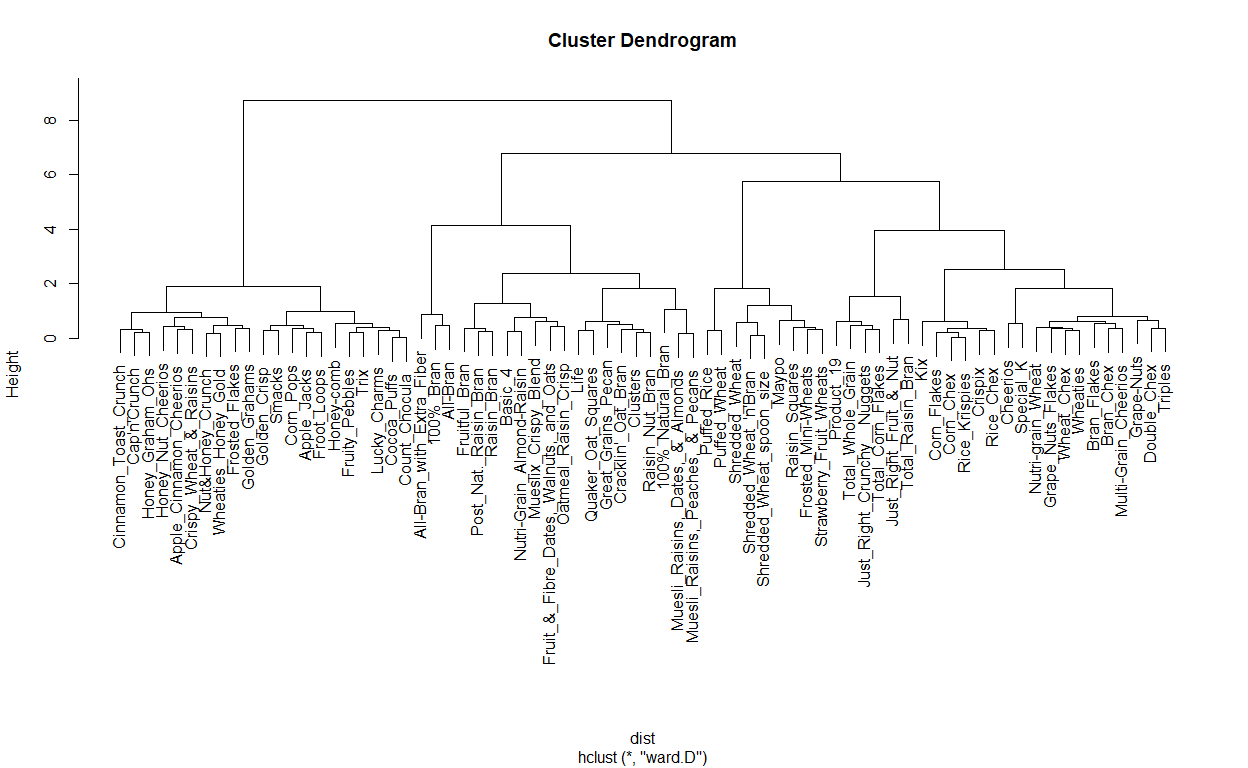 Cluster Dendrogram
Height
0
2
4
6
8
Cinnamon_Toast_Crunch
Cap'n'Crunch
Honey_Graham_Ohs
Honey_Nut_Cheerios
Apple_Cinnamon_Cheerios
Crispy_Wheat_&_Raisins
Nut&Honey_Crunch
Wheaties_Honey_Gold
Frosted_Flakes
Golden_Grahams
Golden_Crisp
Smacks
Corn_Pops
Apple_Jacks
Froot_Loops
Honey-comb
Fruity_Pebbles
Trix
Lucky_Charms
Cocoa_Puffs
Count_Chocula
All-Bran_with_Extra_Fiber
100%_Bran
All-Bran
Fruitful_Bran
Post_Nat._Raisin_Bran
Raisin_Bran
Basic_4
Nutri-Grain_Almond-Raisin
Mueslix_Crispy_Blend
Fruit_&_Fibre_Dates,_Walnuts,_and_Oats
Oatmeal_Raisin_Crisp
Life
Quaker_Oat_Squares
Great_Grains_Pecan
Cracklin'_Oat_Bran
Clusters
Raisin_Nut_Bran
100%_Natural_Bran
Muesli_Raisins,_Dates,_&_Almonds
Muesli_Raisins,_Peaches,_&_Pecans
Puffed_Rice
Puffed_Wheat
Shredded_Wheat
Shredded_Wheat_'n'Bran
Shredded_Wheat_spoon_size
Maypo
Raisin_Squares
Frosted_Mini-Wheats
Strawberry_Fruit_Wheats
Product_19
Total_Whole_Grain
Just_Right_Crunchy__Nuggets
Total_Corn_Flakes
Just_Right_Fruit_&_Nut
Total_Raisin_Bran
Kix
Corn_Flakes
Corn_Chex
Rice_Krispies
Crispix
Rice_Chex
Cheerios
Special_K
Nutri-grain_Wheat
Grape_Nuts_Flakes
Wheat_Chex
Wheaties
Bran_Flakes
Bran_Chex
Multi-Grain_Cheerios
Grape-Nuts
Double_Chex
Triples
dist
hclust (*, "ward.D")